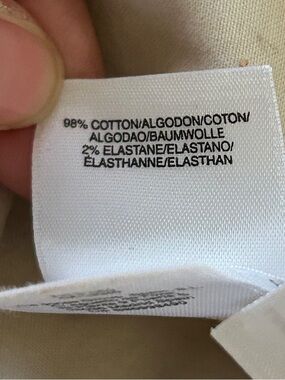 98% COTTON/ALGODON/COTON/
ALGODAO/BAUMWOLLE
2% ELASTANE/ELASTANO/
ÉLASTHANNE/ELASTHAN